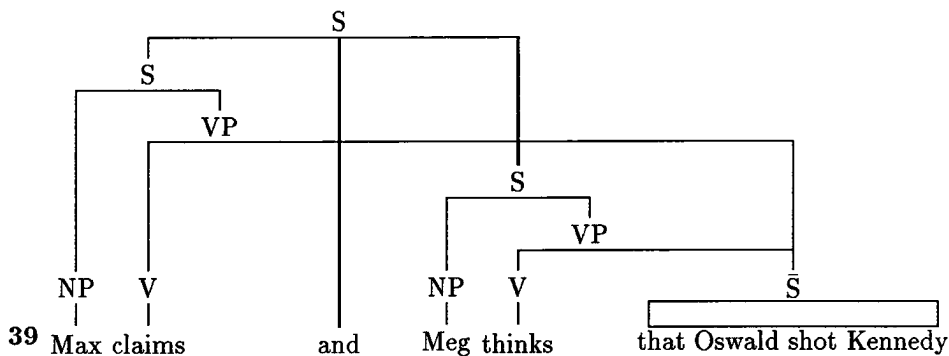 S
S
VP
S
VP
NP V NP V S̄
39 Max claims and Meg thinks that Oswald shot Kennedy